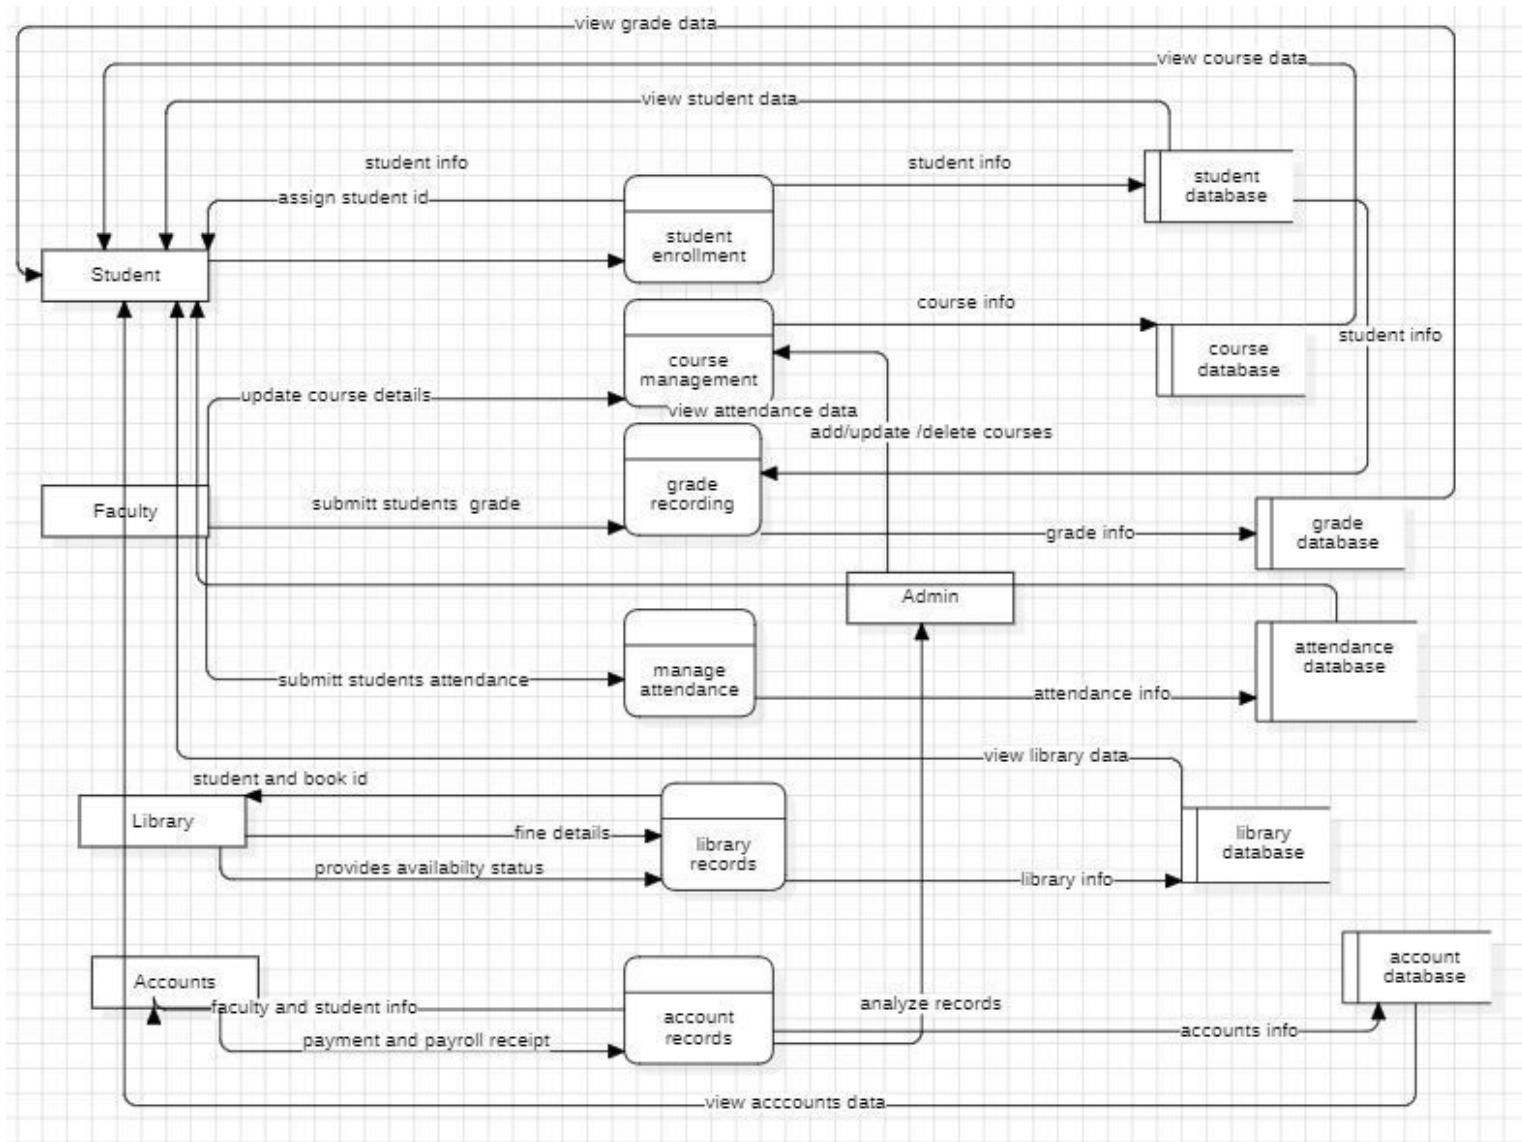 view grade data
view course data
view student data
student info
student info
student
database
assign student id
student
enrollment
Student
course info
student info
course
management
course
database
update course details
view attendance data
add/update /delete courses
grade
recording
Faculty
submitt students  grade
grade
database
grade info
Admin
attendance
database
manage
attendance
submitt students attendance
attendance info
view library data
student and book id
Library
fine details
library
records
library
database
provides availabilty status
library info
account
database
Accounts
faculty and student info
analyze records
account
records
accounts info
payment and payroll receipt
view acccounts data